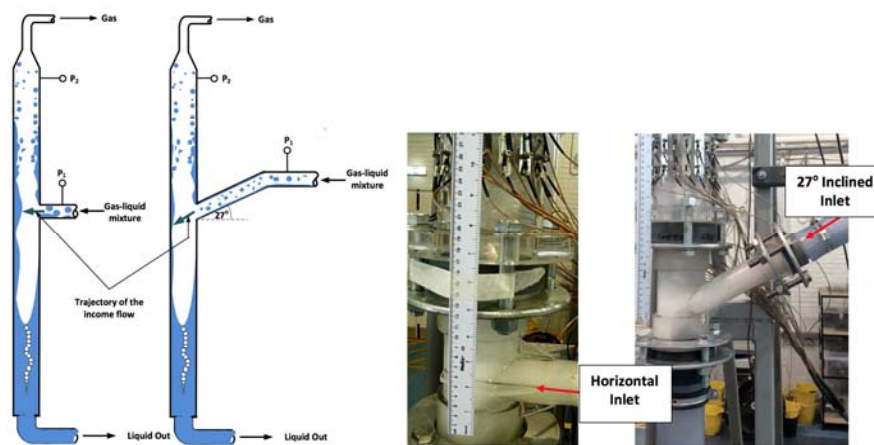 Gas
Gas
P2
P2
P1
P1
Gas-liquid
mixture
Gas-liquid
mixture
27°
Trajectory of the
income flow
Liquid Out
Liquid Out
27° Inclined
Inlet
Horizontal
Inlet